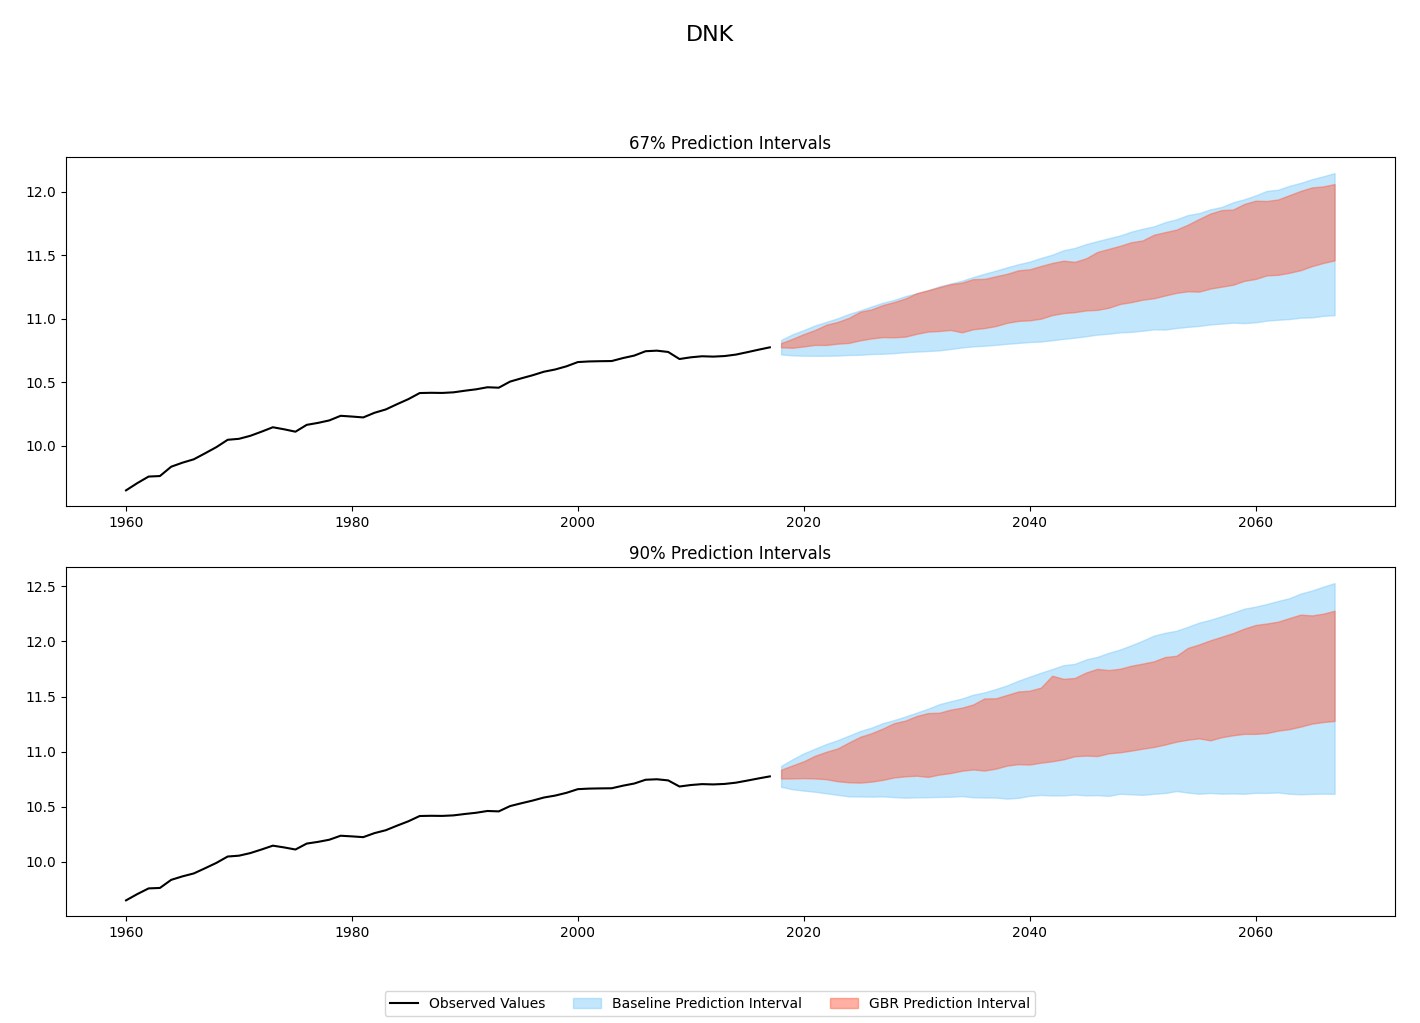 DNK
67% Prediction Intervals
12.0
11.5
11.0
10.5
10.0
1960 1980 2000 2020 2040 2060
90% Prediction Intervals
12.5
12.0
11.5
11.0
10.5
10.0
1960 1980 2000 2020 2040 2060
Observed Values Baseline Prediction Interval GBR Prediction Interval